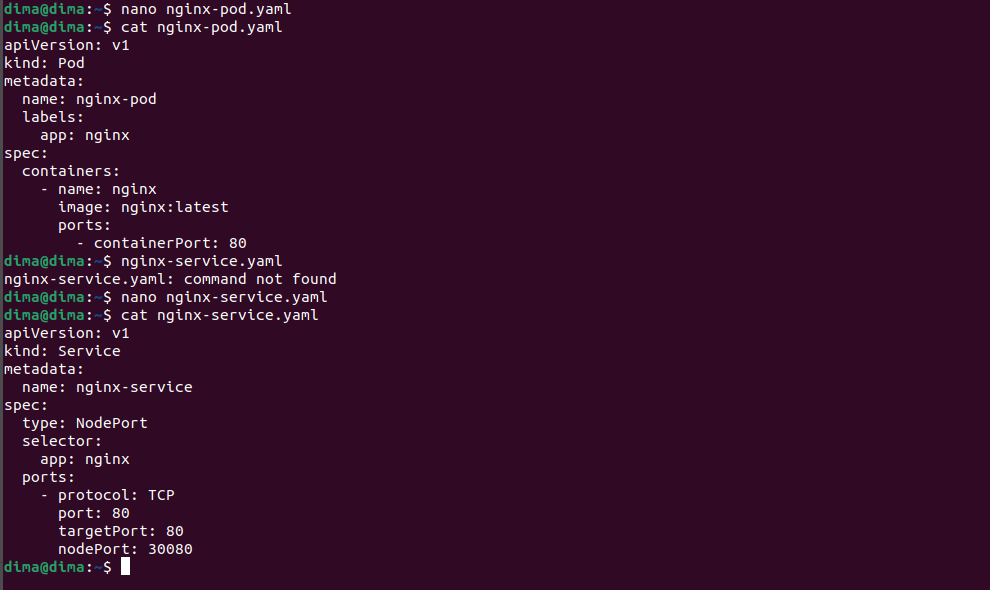 dima@dima:~$ nano nginx-pod.yaml
dima@dima:~$ cat nginx-pod.yaml
apiVersion: v1
kind: Pod
metadata:
  name: nginx-pod
  labels:
    app: nginx
spec:
  containers:
    - name: nginx
      image: nginx:latest
      ports:
        - containerPort: 80
dima@dima:~$ nginx-service.yaml
nginx-service.yaml: command not found
dima@dima:~$ nano nginx-service.yaml
dima@dima:~$ cat nginx-service.yaml
apiVersion: v1
kind: Service
metadata:
  name: nginx-service
spec:
  type: NodePort
  selector:
    app: nginx
  ports:
    - protocol: TCP
      port: 80
      targetPort: 80
      nodePort: 30080
dima@dima:~$